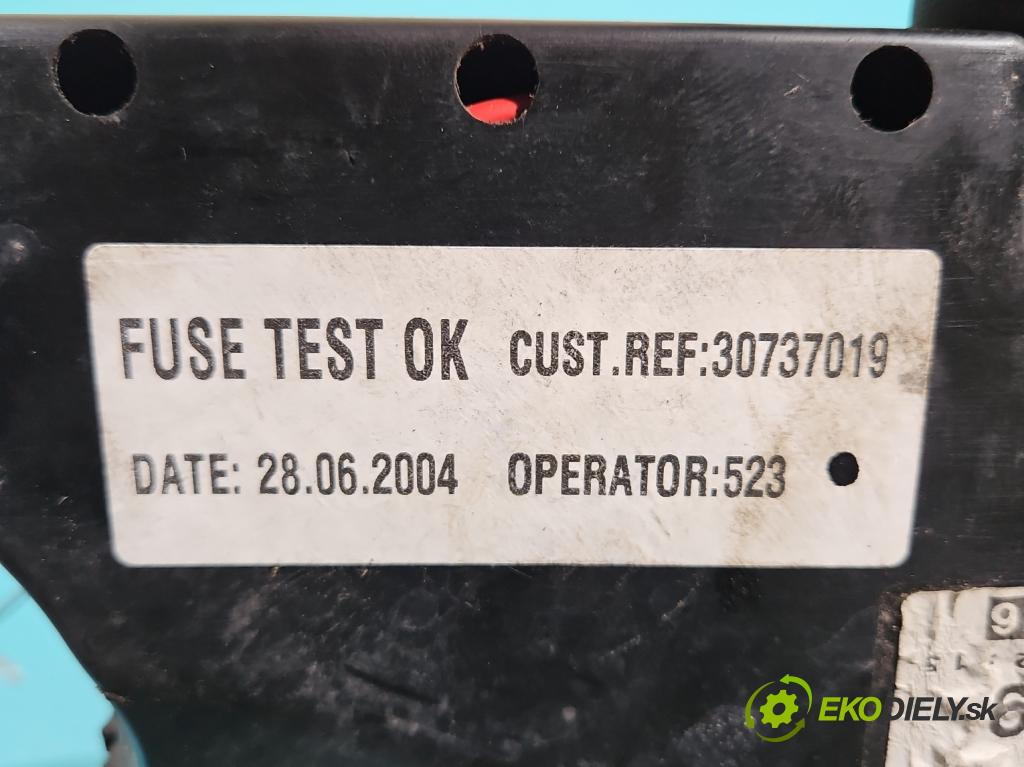 FUSE TEST OK CUST.REF:30737019
DATE: 28.06.2004 OPERATOR:523
EKODIELY.sk